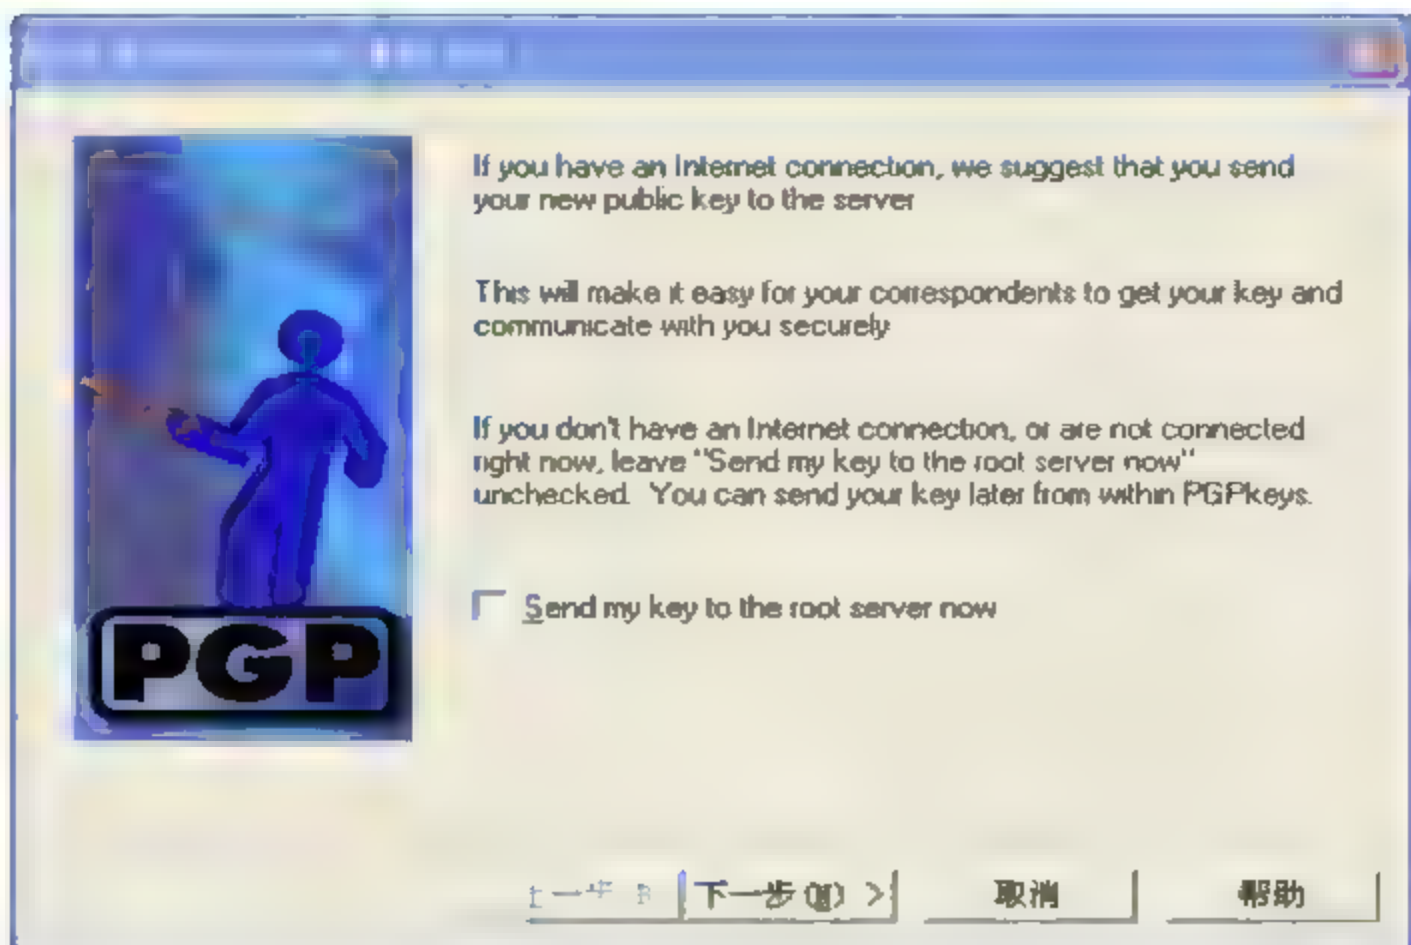 If you have an Internet connection, we suggest that you send
your new public key to the server
This will make it easy for your correspondents to get your key and
communicate with you securely
If you don't have an Internet connection, or are not connected
right now, leave "Send my key to the root server now"
unchecked. You can send your key later from within PGPkeys.
Send my key to the root server now
PGP
下一步(N) > 取消 帮助